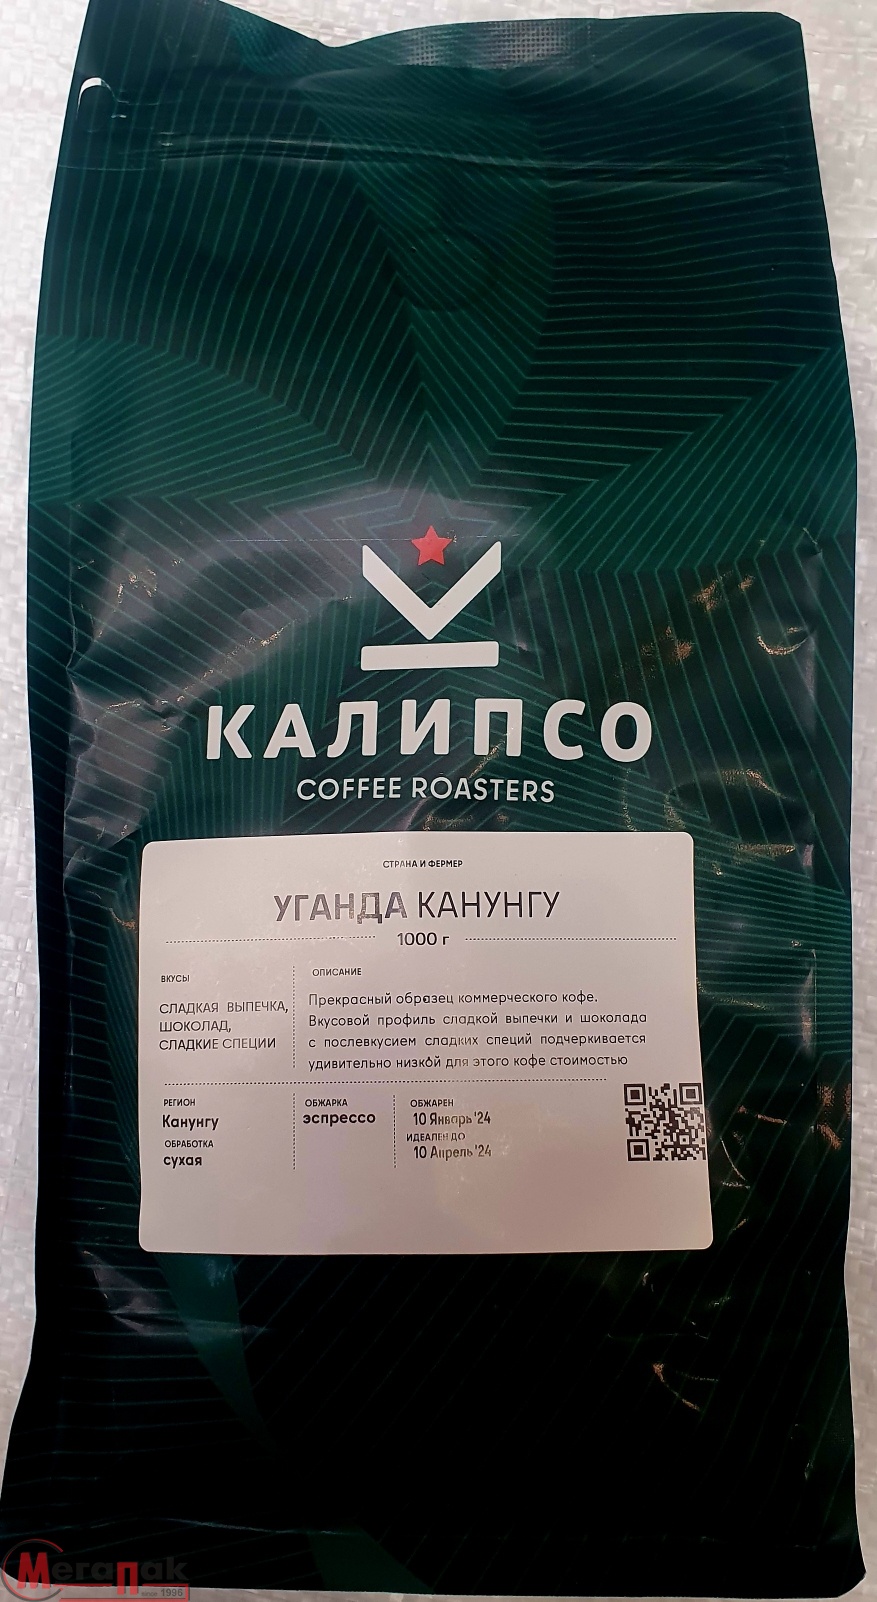 КАЛИПСО
COFFEE ROASTERS
СТРАНА И ФЕРМЕР
УГАНДА КАНУНГУ
1000 г
ВКУСЫ
СЛАДКАЯ ВЫПЕЧКА,
ШОКОЛАД,
СЛАДКИЕ СПЕЦИИ
ОПИСАНИЕ
Прекрасный образец коммерческого кофе.
Вкусовой профиль сладкой выпечки и шоколада
с послевкусием сладких специй подчеркивается
удивительно низкой для этого кофе стоимостью
РЕГИОН
Канунгу
ОБРАБОТКА
сухая
ОБЖАРКА
эспрессо
ОБЖАРЕН
10 Январь '24
ИДЕАЛЕН ДО
10 Апрель '24
МегаПак
SINCE 1996